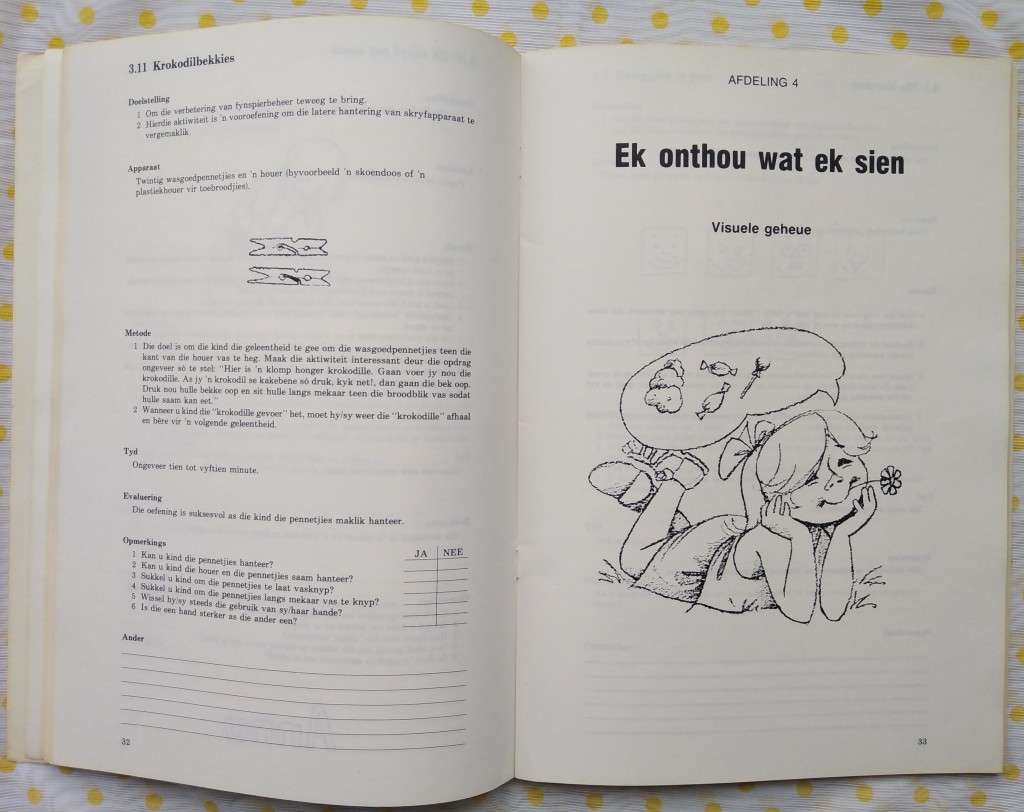 3.11 Krokodilbekkies
Doelstelling
1 Om die verbetering van fynspierbeheer teweeg te bring.
2 Hierdie aktiwiteit is 'n vooroefening om die latere hantering van skryfapparaat te
vergemaklik.
Apparaat
Twintig wasgoedpennetjies en 'n houer (byvoorbeeld 'n skoendoos of 'n
plastiekhouer vir toebroodjies).
Metode
1 Die doel is om die kind die geleentheid te gee om die wasgoedpennetjies teen die
kant van die houer vas te heg. Maak die aktiwiteit interessant deur die opdrag
ongeveer só te stel: "Hier is 'n klomp honger krokodille. Gaan voer jy nou die
krokodille. As jy 'n krokodil se kakebene só druk, kyk net!, dan gaan die bek oop.
Druk nou hulle bekke oop en sit hulle langs mekaar teen die broodblik vas sodat
hulle saam kan eet."
2 Wanneer u kind die "krokodille gevoer" het, moet hy/sy weer die "krokodille" afhaal
en bêre vir 'n volgende geleentheid.
Tyd
Ongeveer tien tot vyftien minute.
Evaluering
Die oefening is suksesvol as die kind die pennetjies maklik hanteer.
Opmerkings
JA NEE
1 Kan u kind die pennetjies hanteer?
2 Kan u kind die houer en die pennetjies saam hanteer?
3 Sukkel u kind om die pennetjies te laat vasknyp?
4 Sukkel u kind om die pennetjies langs mekaar vas te knyp?
5 Wissel hy/sy steeds die gebruik van sy/haar hande?
6 Is die een hand sterker as die ander een?
Ander
32
AFDELING 4
Ek onthou wat ek sien
Visuele geheue
33